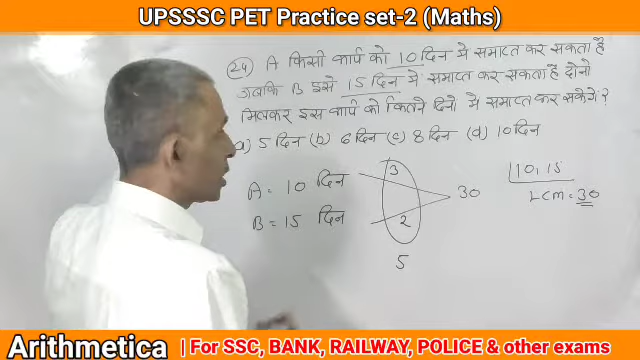 UPSSSC PET Practice set-2 (Maths)
(24) A किसी कार्य को 10 दिन में समाप्त कर सकता है
जबकि B इसे 15 दिन में समाप्त कर सकता है दोनो
मिलकर इस कार्य को कितने दिनो में समाप्त कर सकेंगे?
a) 5 दिन (b) 6 दिन (c) 8 दिन (d) 10 दिन
A = 10 दिन 3
B = 15 दिन 2
30
5
10, 15
LCM = 30
Arithmetica | For SSC, BANK, RAILWAY, POLICE & other exams